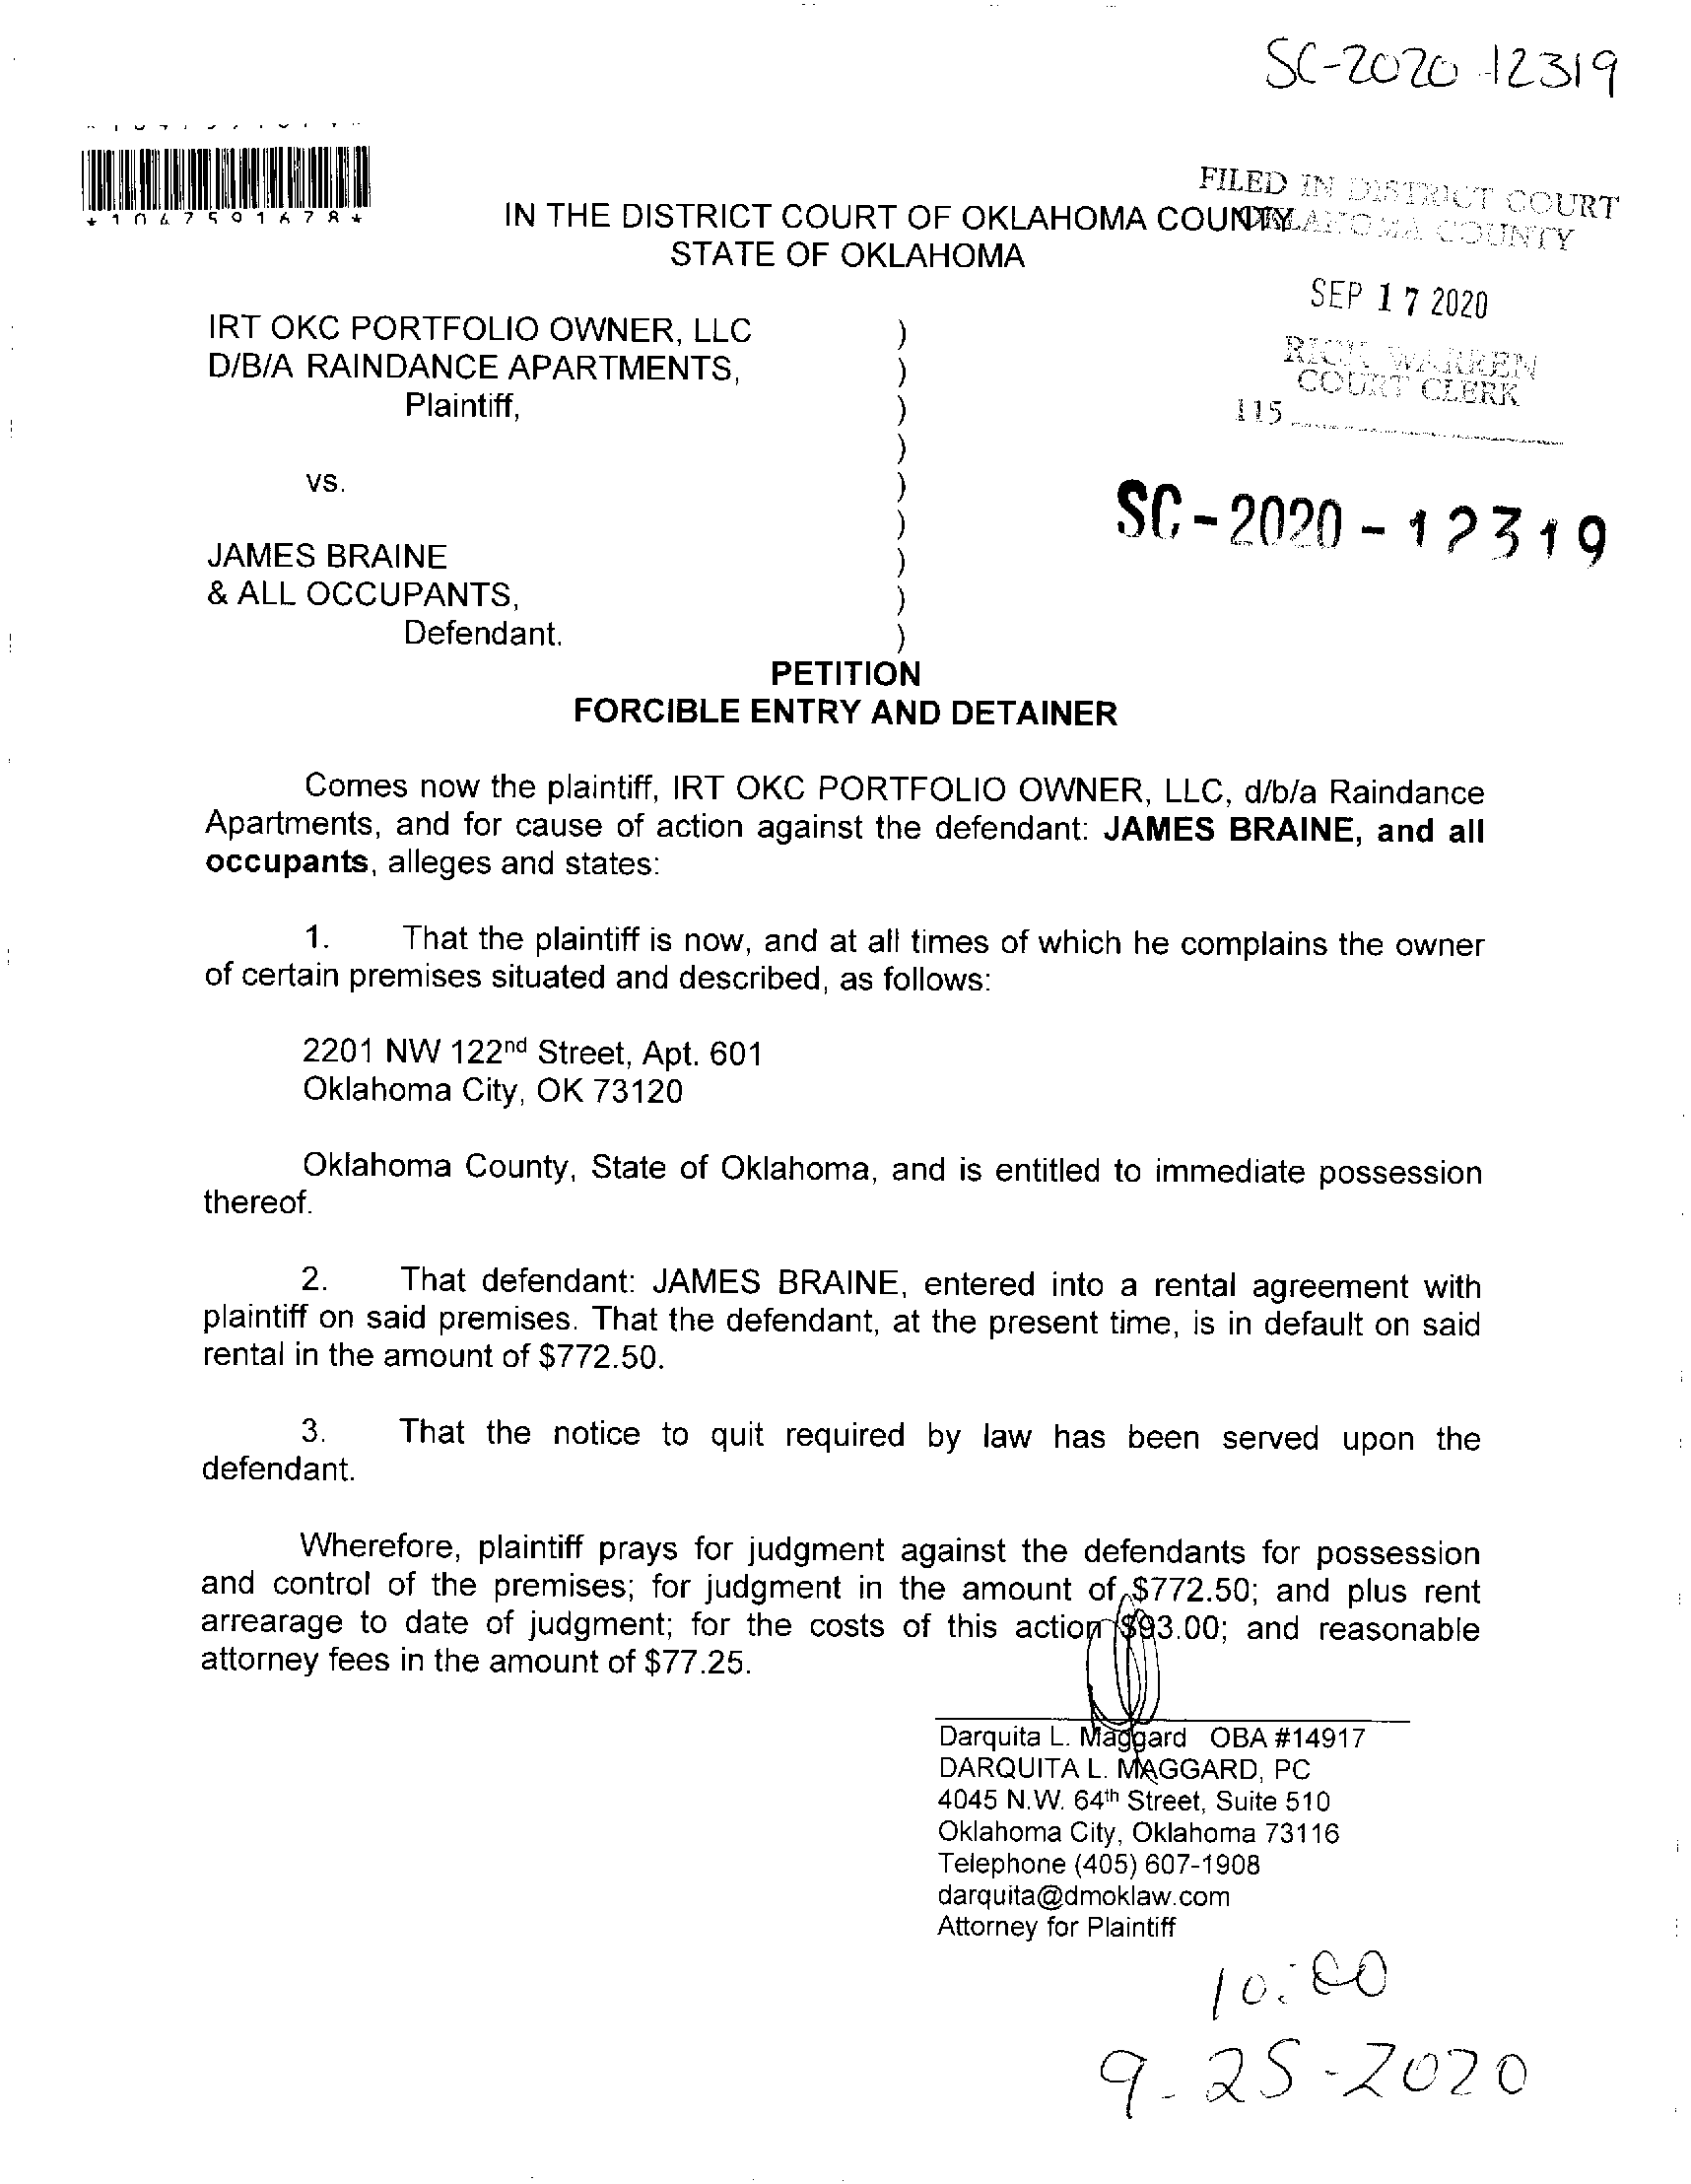 SC-2020-12319
*1047591678*
FILED IN DISTRICT COURT
OKLAHOMA COUNTY
IN THE DISTRICT COURT OF OKLAHOMA COUNTY
STATE OF OKLAHOMA
SEP 17 2020
RICK WARREN
COURT CLERK
115
IRT OKC PORTFOLIO OWNER, LLC )
D/B/A RAINDANCE APARTMENTS, )
Plaintiff, )
)
vs. )
)
JAMES BRAINE )
& ALL OCCUPANTS, )
Defendant. )
SC-2020-12319
PETITION
FORCIBLE ENTRY AND DETAINER
Comes now the plaintiff, IRT OKC PORTFOLIO OWNER, LLC, d/b/a Raindance
Apartments, and for cause of action against the defendant: JAMES BRAINE, and all
occupants, alleges and states:
1. That the plaintiff is now, and at all times of which he complains the owner
of certain premises situated and described, as follows:
2201 NW 122nd Street, Apt. 601
Oklahoma City, OK 73120
Oklahoma County, State of Oklahoma, and is entitled to immediate possession
thereof.
2. That defendant: JAMES BRAINE, entered into a rental agreement with
plaintiff on said premises. That the defendant, at the present time, is in default on said
rental in the amount of $772.50.
3. That the notice to quit required by law has been served upon the
defendant.
Wherefore, plaintiff prays for judgment against the defendants for possession
and control of the premises; for judgment in the amount of $772.50; and plus rent
arrearage to date of judgment; for the costs of this action $93.00; and reasonable
attorney fees in the amount of $77.25.
Darquita L. Maggard OBA #14917
DARQUITA L. MAGGARD, PC
4045 N.W. 64th Street, Suite 510
Oklahoma City, Oklahoma 73116
Telephone (405) 607-1908
darquita@dmoklaw.com
Attorney for Plaintiff
10:00
9-25-2020